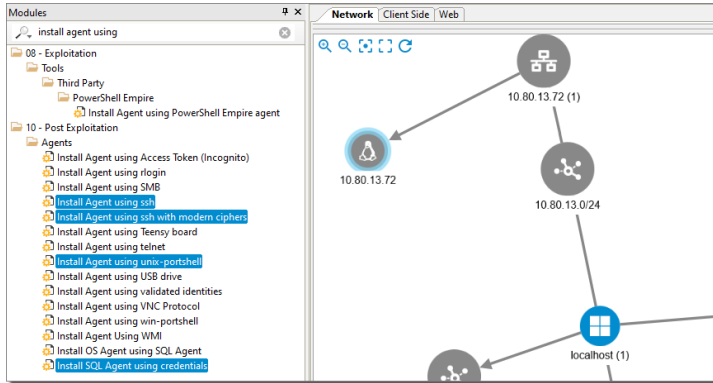 Modules
install agent using
08 - Exploitation
Tools
Third Party
PowerShell Empire
Install Agent using PowerShell Empire agent
10 - Post Exploitation
Agents
Install Agent using Access Token (Incognito)
Install Agent using rlogin
Install Agent using SMB
Install Agent using ssh
Install Agent using ssh with modern ciphers
Install Agent using Teensy board
Install Agent using telnet
Install Agent using unix-portshell
Install Agent using USB drive
Install Agent using validated identities
Install Agent using VNC Protocol
Install Agent using win-portshell
Install Agent Using WMI
Install OS Agent using SQL Agent
Install SQL Agent using credentials
Network Client Side Web
10.80.13.72 (1)
10.80.13.72
10.80.13.0/24
localhost (1)